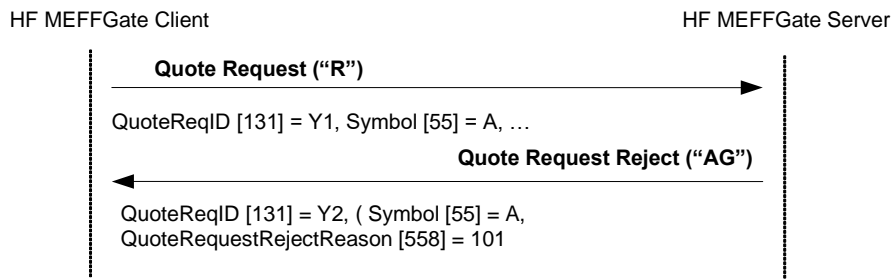 HF MEFFGate Client
HF MEFFGate Server
Quote Request (“R”)
QuoteReqID [131] = Y1, Symbol [55] = A, …
Quote Request Reject (“AG”)
QuoteReqID [131] = Y2, ( Symbol [55] = A,
QuoteRequestRejectReason [558] = 101